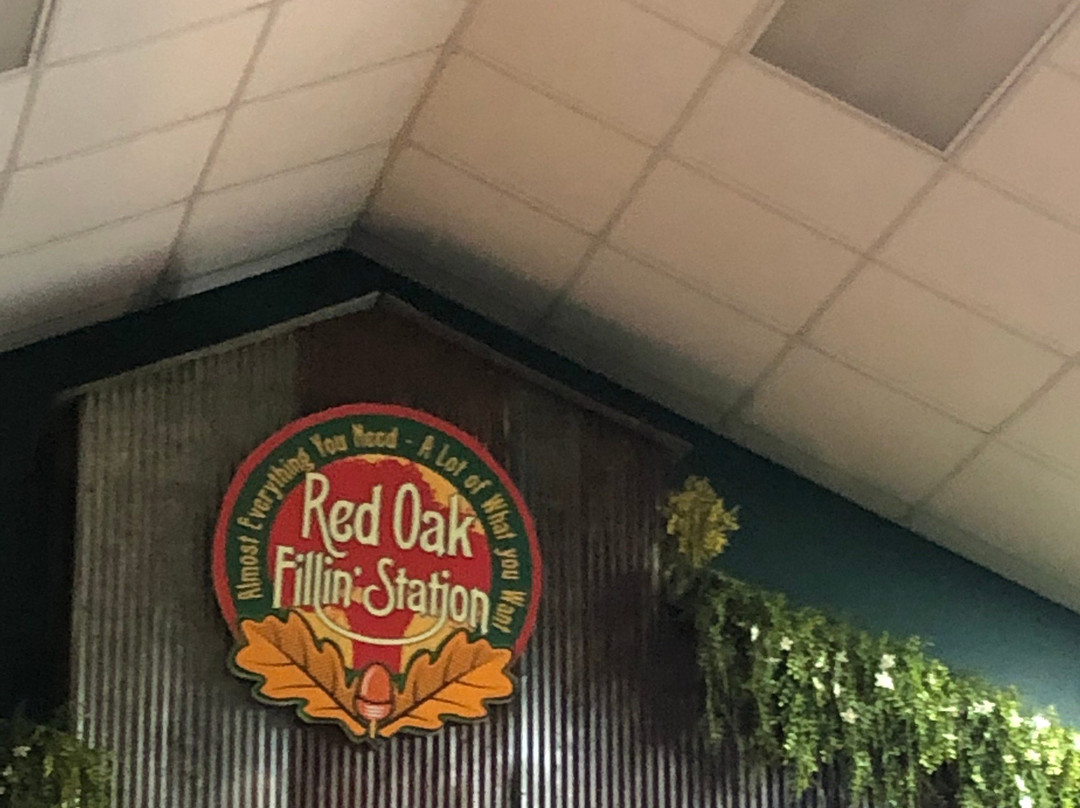 Almost Everything You Need - A Lot of What you Want
Red Oak
Fillin' Station